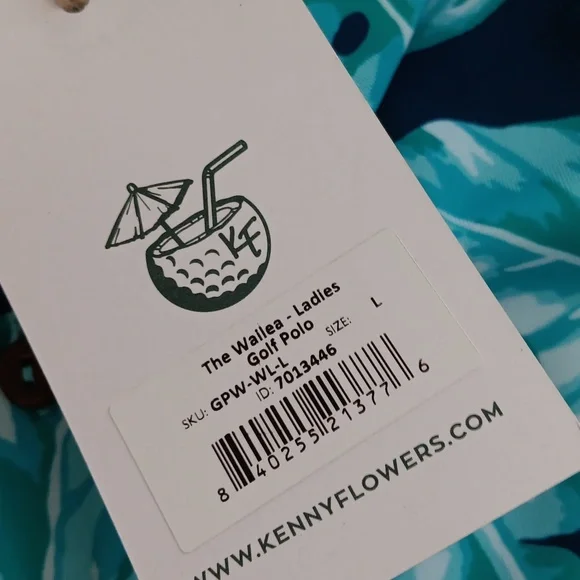 KF
The Wailea - Ladies
Golf Polo
SKU: GPW-WL-L SIZE: L
ID: 7013446
8 40255 21377 6
WWW.KENNYFLOWERS.COM